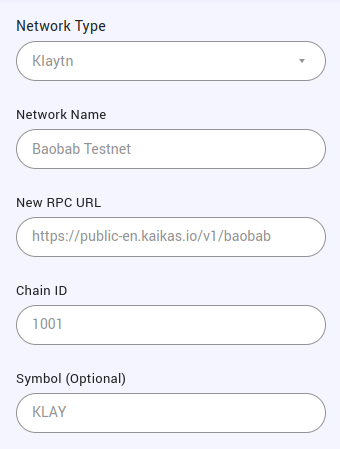 Network Type
Klaytn
Network Name
Baobab Testnet
New RPC URL
https://public-en.kaikas.io/v1/baobab
Chain ID
1001
Symbol (Optional)
KLAY